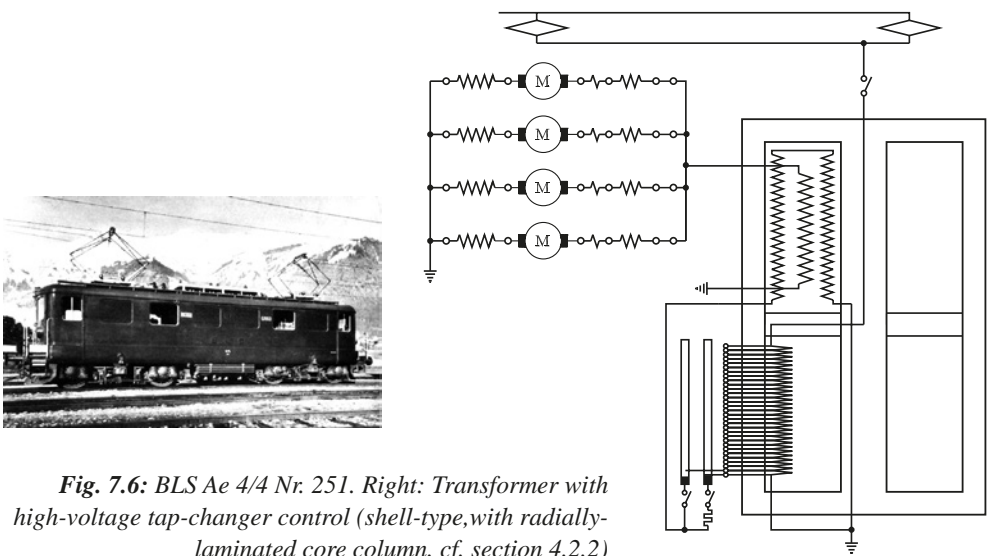 M
M
M
M
Fig. 7.6: BLS Ae 4/4 Nr. 251. Right: Transformer with
high-voltage tap-changer control (shell-type,with radially-
laminated core column, cf. section 4.2.2)